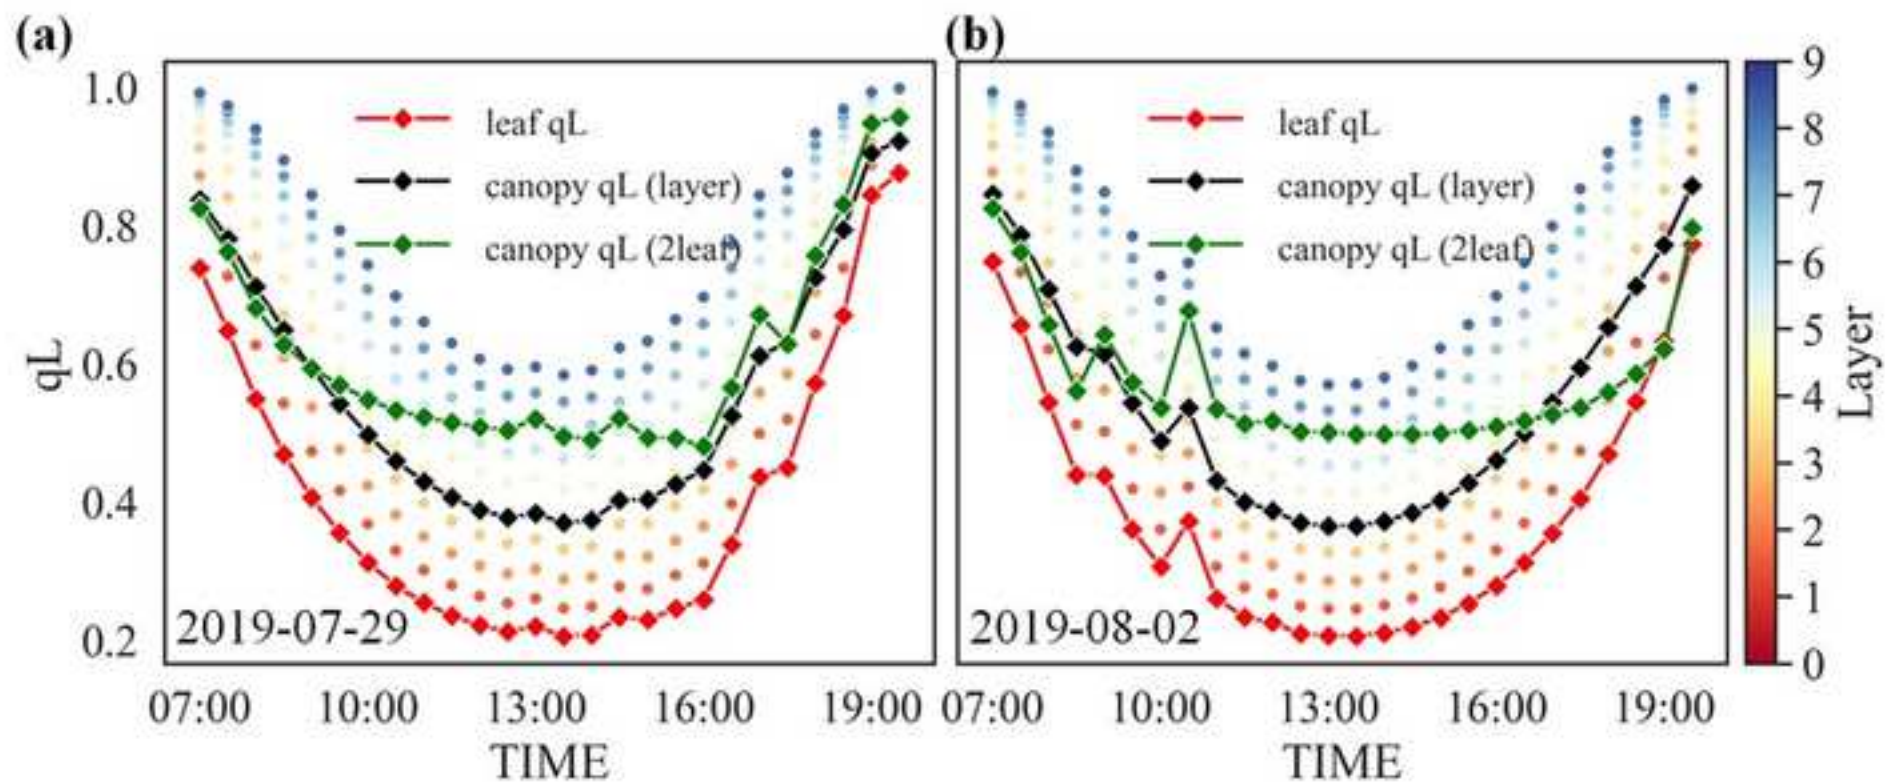 (a)
(b)
1.0
0.8
0.6
0.4
0.2
qL
leaf qL
canopy qL (layer)
canopy qL (2leaf)
2019-07-29
07:00 10:00 13:00 16:00 19:00
TIME
leaf qL
canopy qL (layer)
canopy qL (2leaf)
2019-08-02
07:00 10:00 13:00 16:00 19:00
TIME
9
8
7
6
5
4
3
2
1
0
Layer